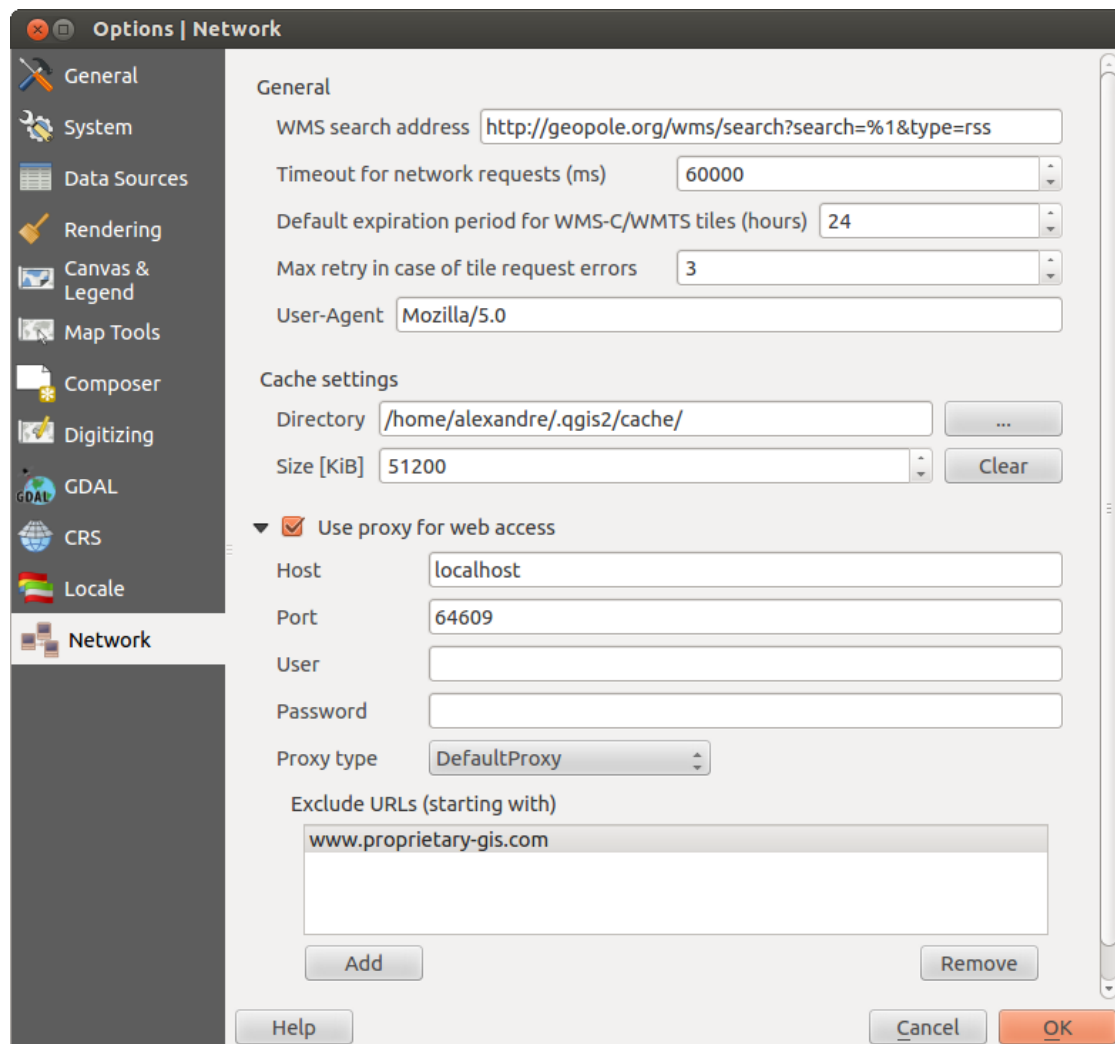 Options | Network
General
System
Data Sources
Rendering
Canvas &
Legend
Map Tools
Composer
Digitizing
GDAL
GDAL
CRS
Locale
Network
General
WMS search address http://geopole.org/wms/search?search=%1&type=rss
Timeout for network requests (ms) 60000
Default expiration period for WMS-C/WMTS tiles (hours) 24
Max retry in case of tile request errors 3
User-Agent Mozilla/5.0
Cache settings
Directory /home/alexandre/.qgis2/cache/ ...
Size [KiB] 51200 Clear
Use proxy for web access
Host localhost
Port 64609
User
Password
Proxy type DefaultProxy
Exclude URLs (starting with)
www.proprietary-gis.com
Add Remove
Help Cancel OK